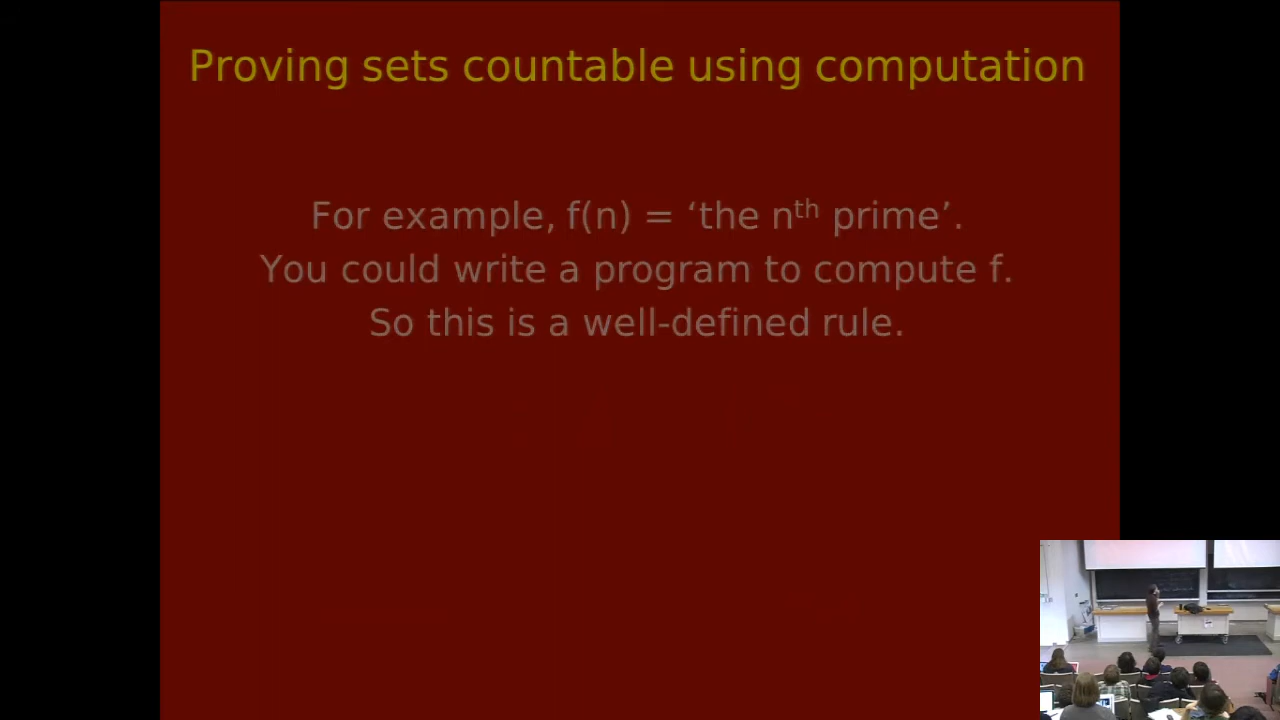 Proving sets countable using computation
For example, f(n) = ‘the nth prime’.
You could write a program to compute f.
So this is a well-defined rule.